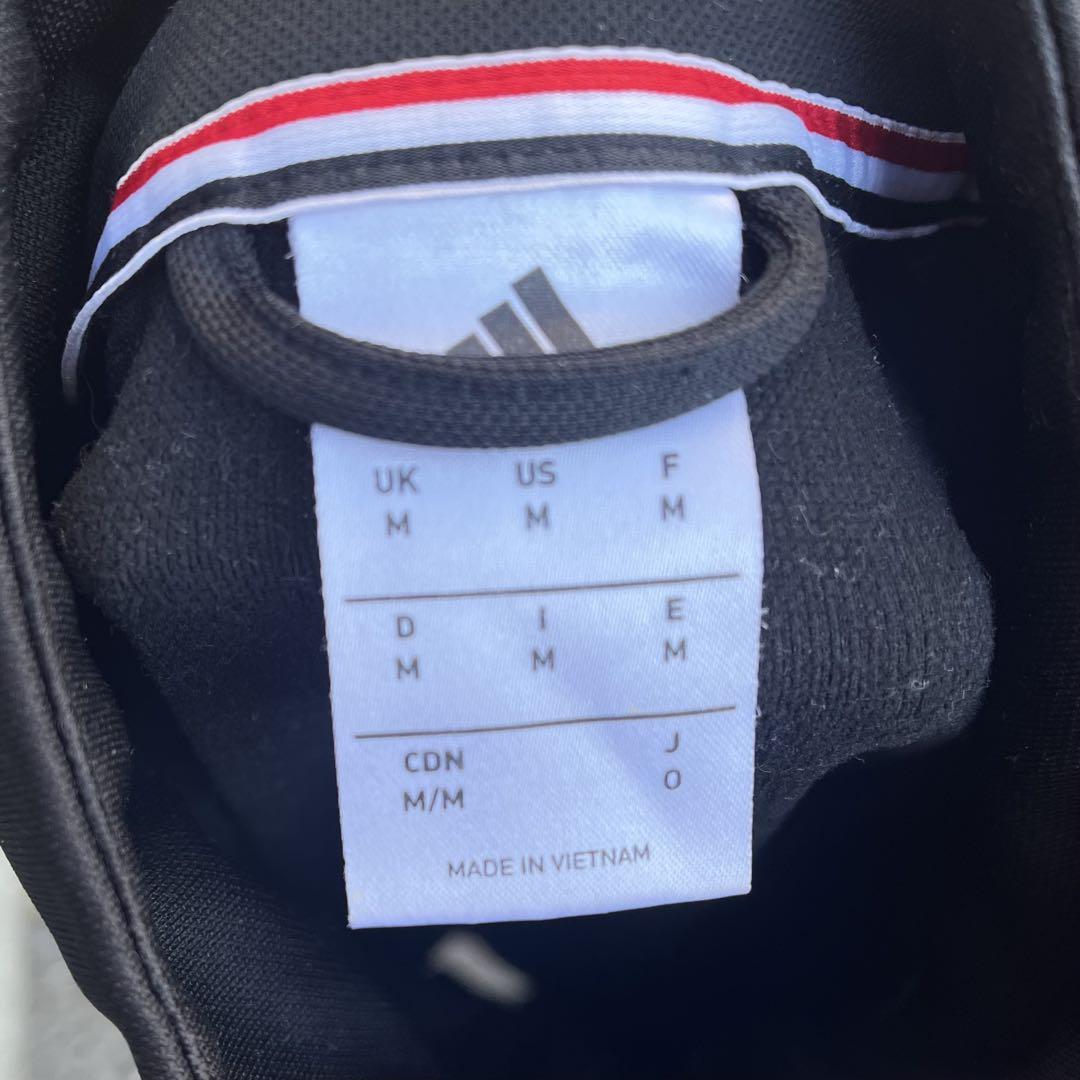 UK US F
M M M
D I E
M M M
CDN J
M/M O
MADE IN VIETNAM